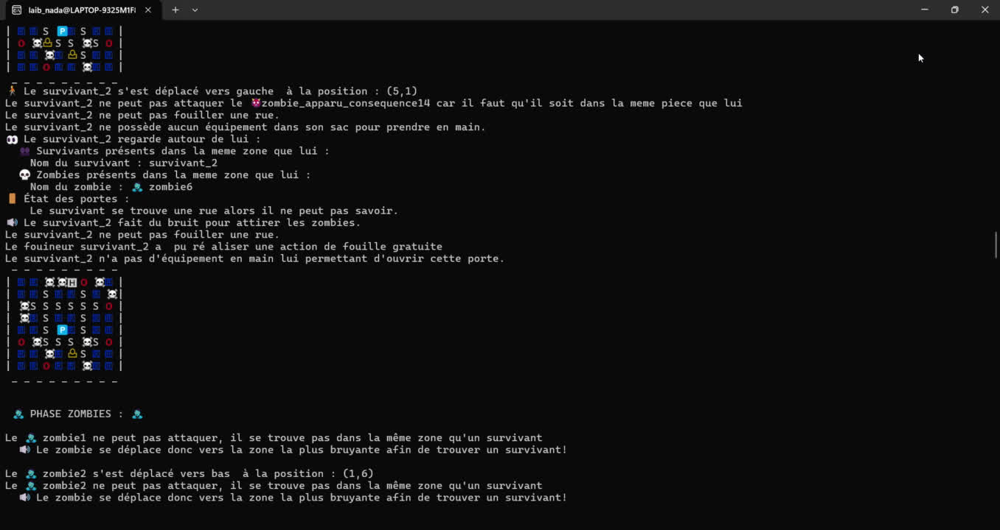 laib_nada@LAPTOP-9325M1F
| S P S |
| O S S S O |
| S |
| O |
_ _ _ _ _ _ _ _ _
Le survivant_2 s'est déplacé vers gauche à la position : (5,1)
Le survivant_2 ne peut pas attaquer le zombie_apparu_consequence14 car il faut qu'il soit dans la meme piece que lui
Le survivant_2 ne peut pas fouiller une rue.
Le survivant_2 ne possède aucun équipement dans son sac pour prendre en main.
Le survivant_2 regarde autour de lui :
Survivants présents dans la meme zone que lui :
Nom du survivant : survivant_2
Zombies présents dans la meme zone que lui :
Nom du zombie : zombie6
État des portes :
Le survivant se trouve une rue alors il ne peut pas savoir.
Le survivant_2 fait du bruit pour attirer les zombies.
Le survivant_2 ne peut pas fouiller une rue.
Le fouineur survivant_2 a pu ré aliser une action de fouille gratuite
Le survivant_2 n'a pas d'équipement en main lui permettant d'ouvrir cette porte.
_ _ _ _ _ _ _ _ _
| H O |
| S S |
| S S S S S S O |
| S S |
| S P S |
| O S S S S O |
| S |
| O |
_ _ _ _ _ _ _ _ _
PHASE ZOMBIES :
Le zombie1 ne peut pas attaquer, il se trouve pas dans la même zone qu'un survivant
Le zombie se déplace donc vers la zone la plus bruyante afin de trouver un survivant!
Le zombie2 s'est déplacé vers bas à la position : (1,6)
Le zombie2 ne peut pas attaquer, il se trouve pas dans la même zone qu'un survivant
Le zombie se déplace donc vers la zone la plus bruyante afin de trouver un survivant!